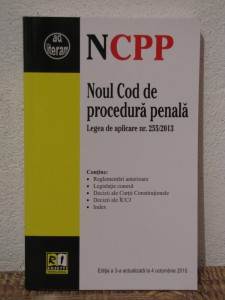 ad
literam
NCPP
Noul Cod de
procedură penală
Legea de aplicare nr. 255/2013
Conține:
• Reglementări anterioare
• Legislație conexă
• Decizii ale Curții Constituționale
• Decizii ale ÎCCJ
• Index
R
ROSETTI
Ediția a 3-a actualizată la 4 octombrie 2015